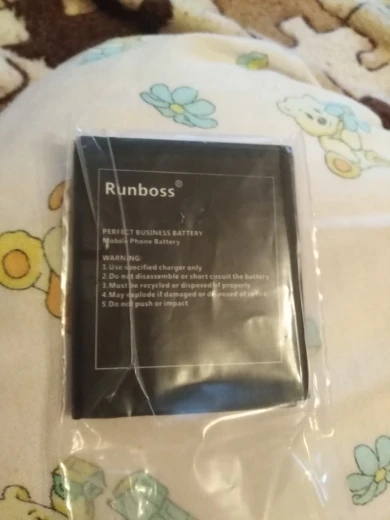 Runboss®
PERFECT BUSINESS BATTERY
Mobile Phone Battery
WARNING:
1.Use specified charger only
2.Do not disassemble or short circuit the battery
3.Must be recycled or disposed of properly
4.May explode if damaged or disposed of in fire
5.Do not push or impact